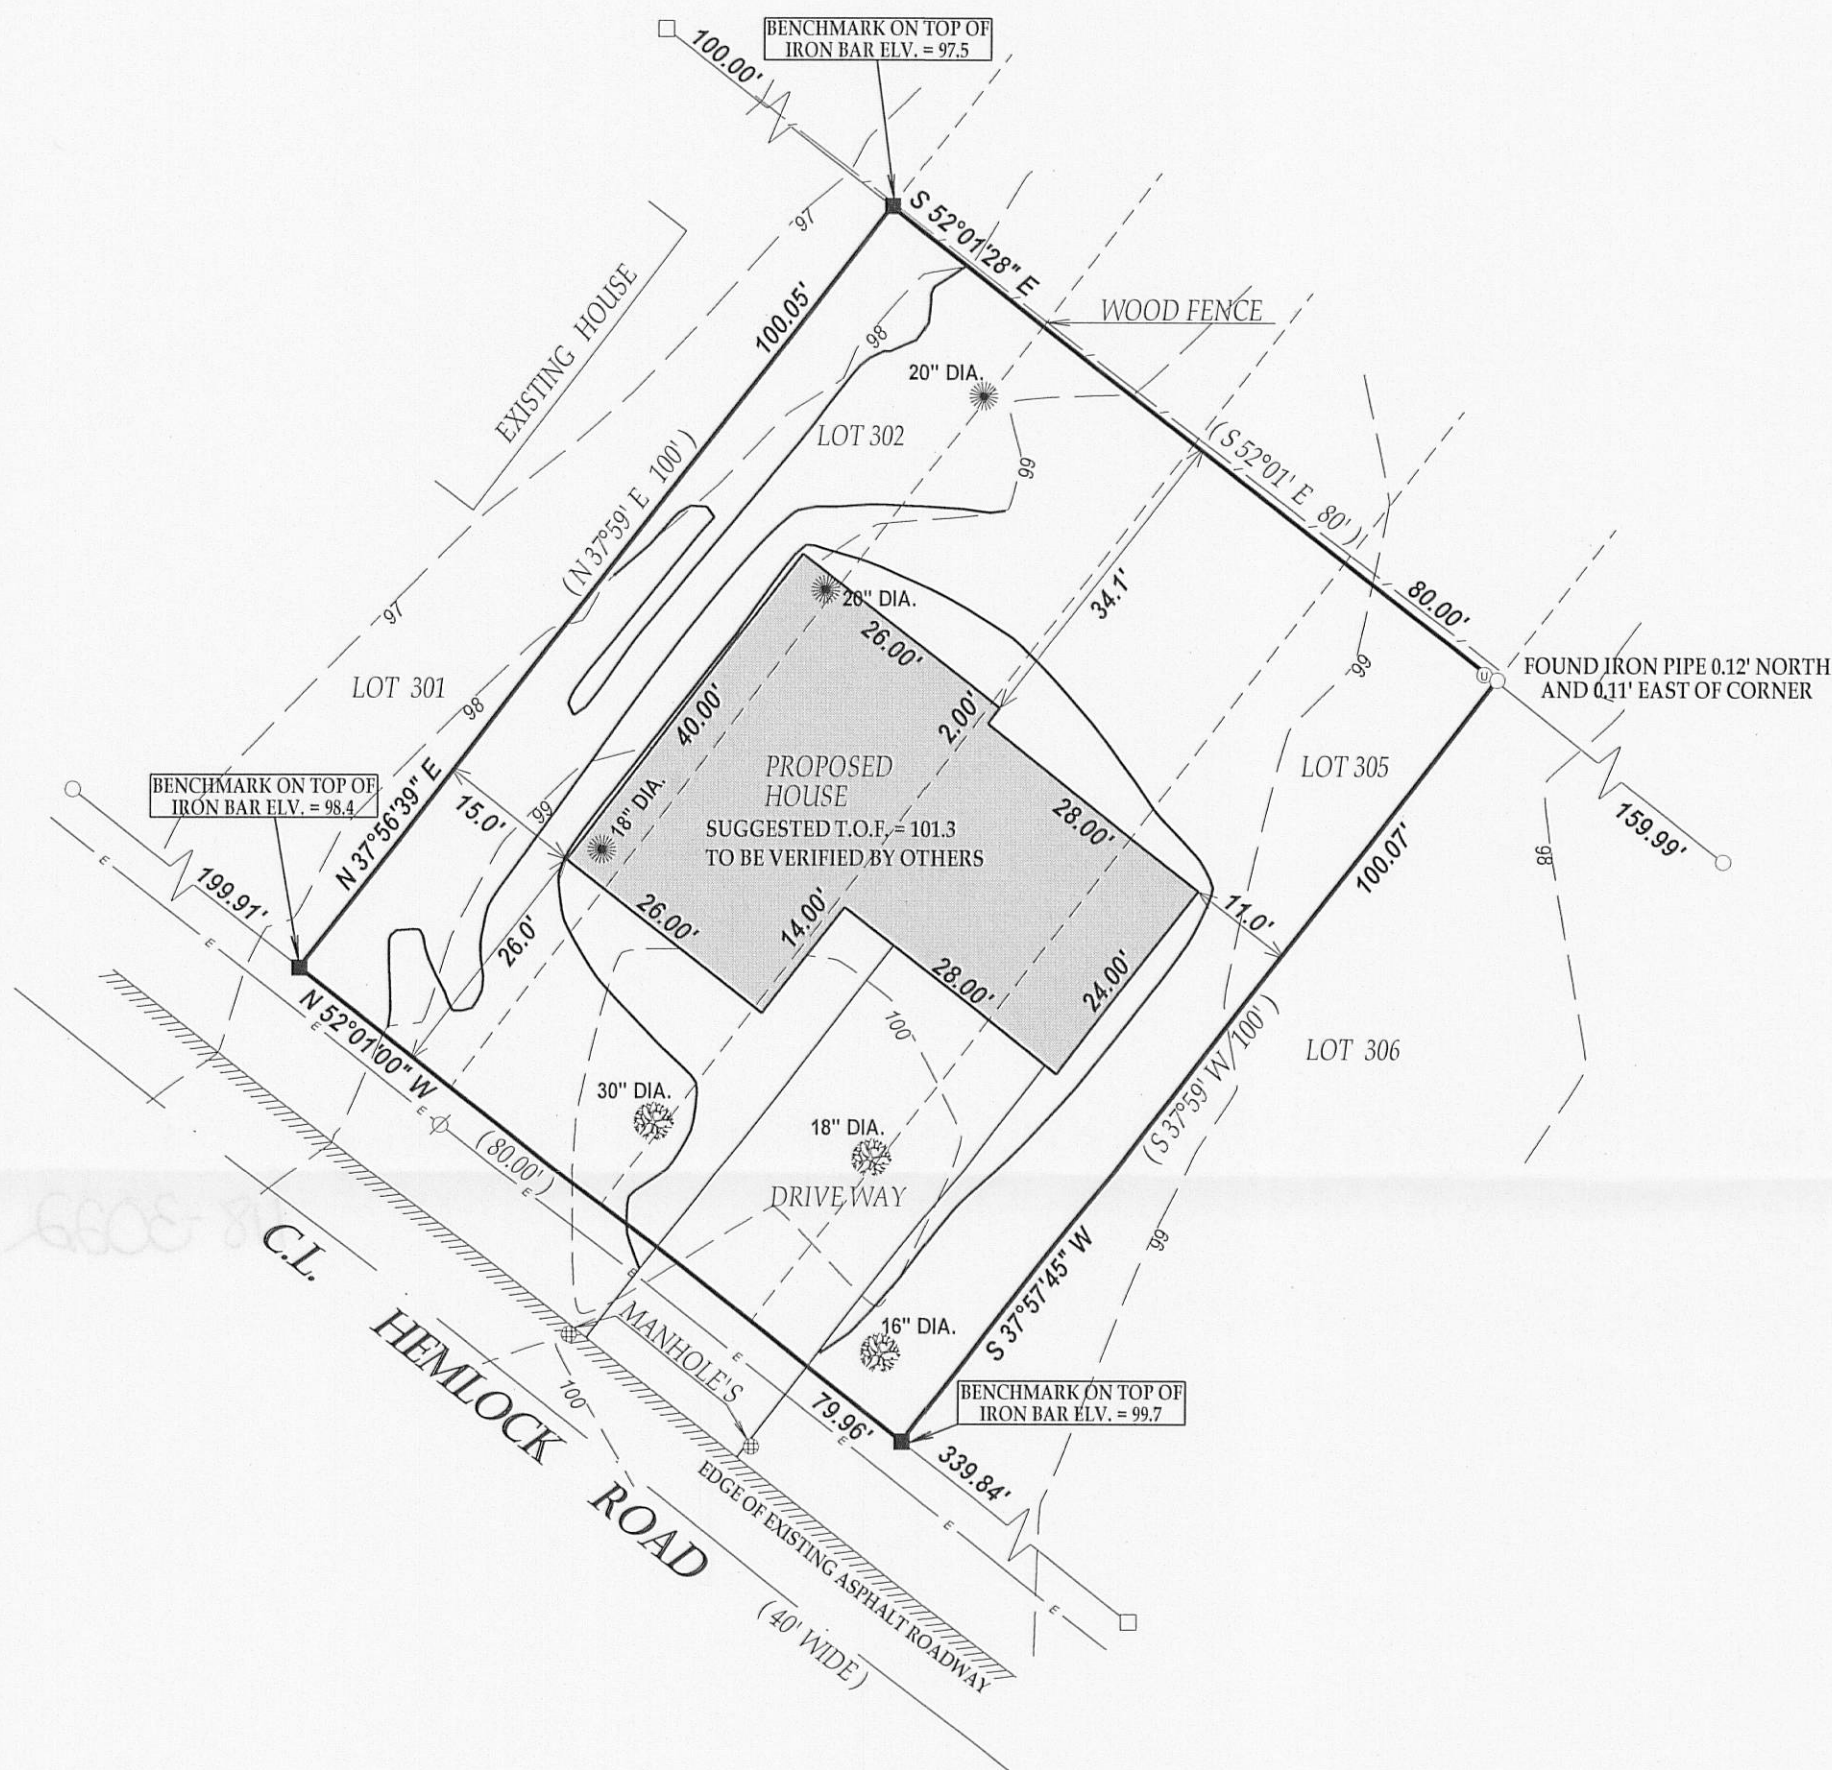 100.00'
BENCHMARK ON TOP OF
IRON BAR ELV. = 97.5
S 52°01'28" E
97
EXISTING HOUSE
100.05'
98
WOOD FENCE
20" DIA.
LOT 302
99
(S 52°01' E 80')
(N 37°59' E 100')
97
34.1'
80.00'
20" DIA.
26.00'
FOUND IRON PIPE 0.12' NORTH
AND 0.11' EAST OF CORNER
U
99
LOT 301
98
40.00'
2.00'
PROPOSED
HOUSE
SUGGESTED T.O.F. = 101.3
TO BE VERIFIED BY OTHERS
LOT 305
BENCHMARK ON TOP OF
IRON BAR ELV. = 98.4
N 37°56'39" E
15.0'
99
18" DIA.
28.00'
159.99'
98
100.07'
199.91'
26.0'
26.00'
14.00'
11.0'
28.00'
24.00'
100
E
E
N 52°01'00" W
E
E
(S 37°59' W 100')
LOT 306
30" DIA.
18" DIA.
(80.00')
E
DRIVEWAY
99
S 37°57'45" W
C.L.
HEMLOCK
ROAD
(40' WIDE)
E
MANHOLE'S
16" DIA.
E
100
79.96'
E
BENCHMARK ON TOP OF
IRON BAR ELV. = 99.7
339.84'
E
E
EDGE OF EXISTING ASPHALT ROADWAY